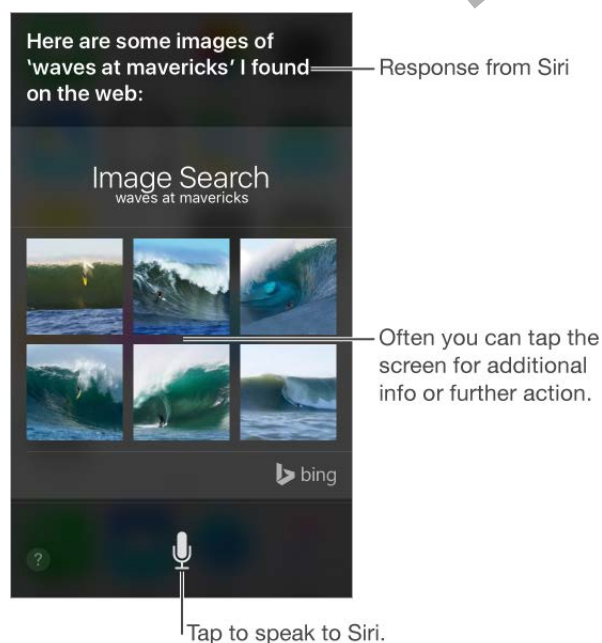 Here are some images of
‘waves at mavericks’ I found
on the web:
Response from Siri
Image Search
waves at mavericks
Often you can tap the
screen for additional
info or further action.
bing
?
Tap to speak to Siri.